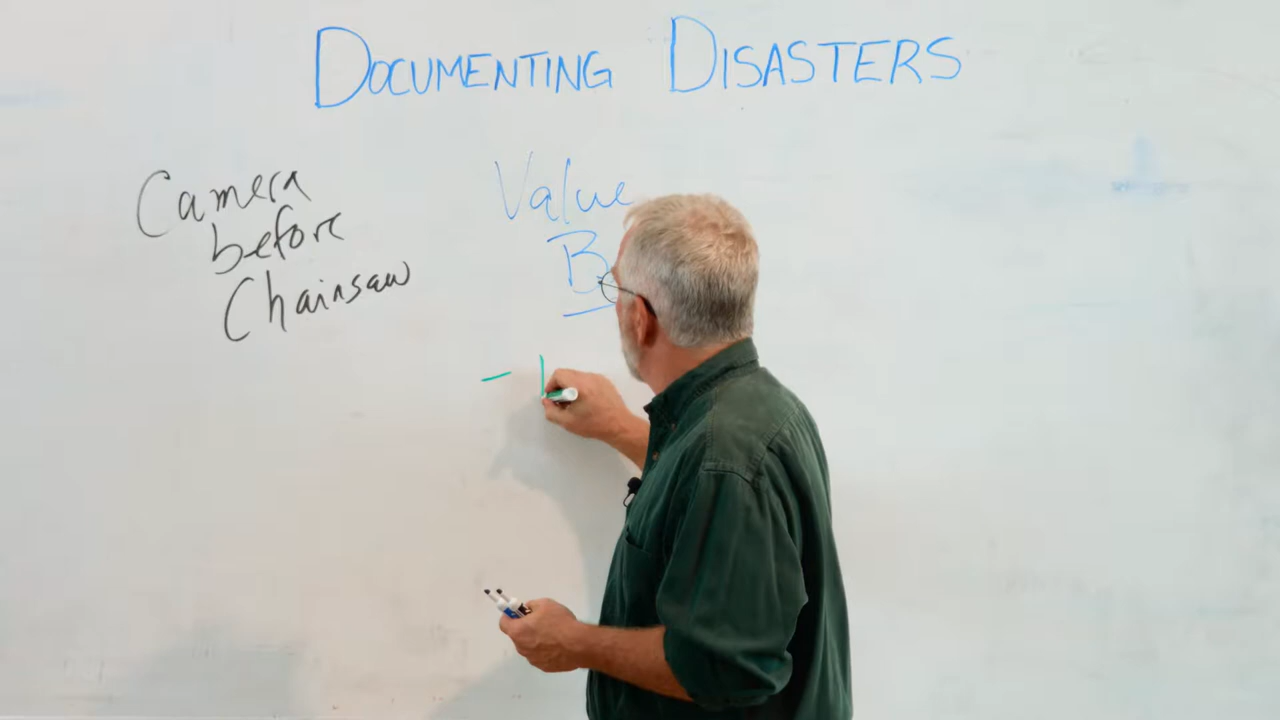 DOCUMENTING DISASTERS
Camera
before
Chainsaw
Value
B
-